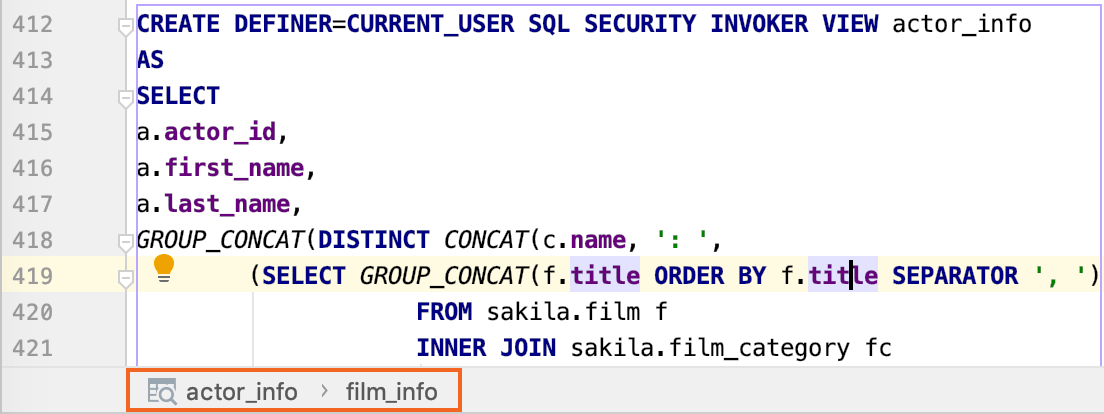 412 CREATE DEFINER=CURRENT_USER SQL SECURITY INVOKER VIEW actor_info
413 AS
414 SELECT
415 a.actor_id,
416 a.first_name,
417 a.last_name,
418 GROUP_CONCAT(DISTINCT CONCAT(c.name, ': ',
419 (SELECT GROUP_CONCAT(f.title ORDER BY f.title SEPARATOR ', ')
420 FROM sakila.film f
421 INNER JOIN sakila.film_category fc
actor_info › film_info